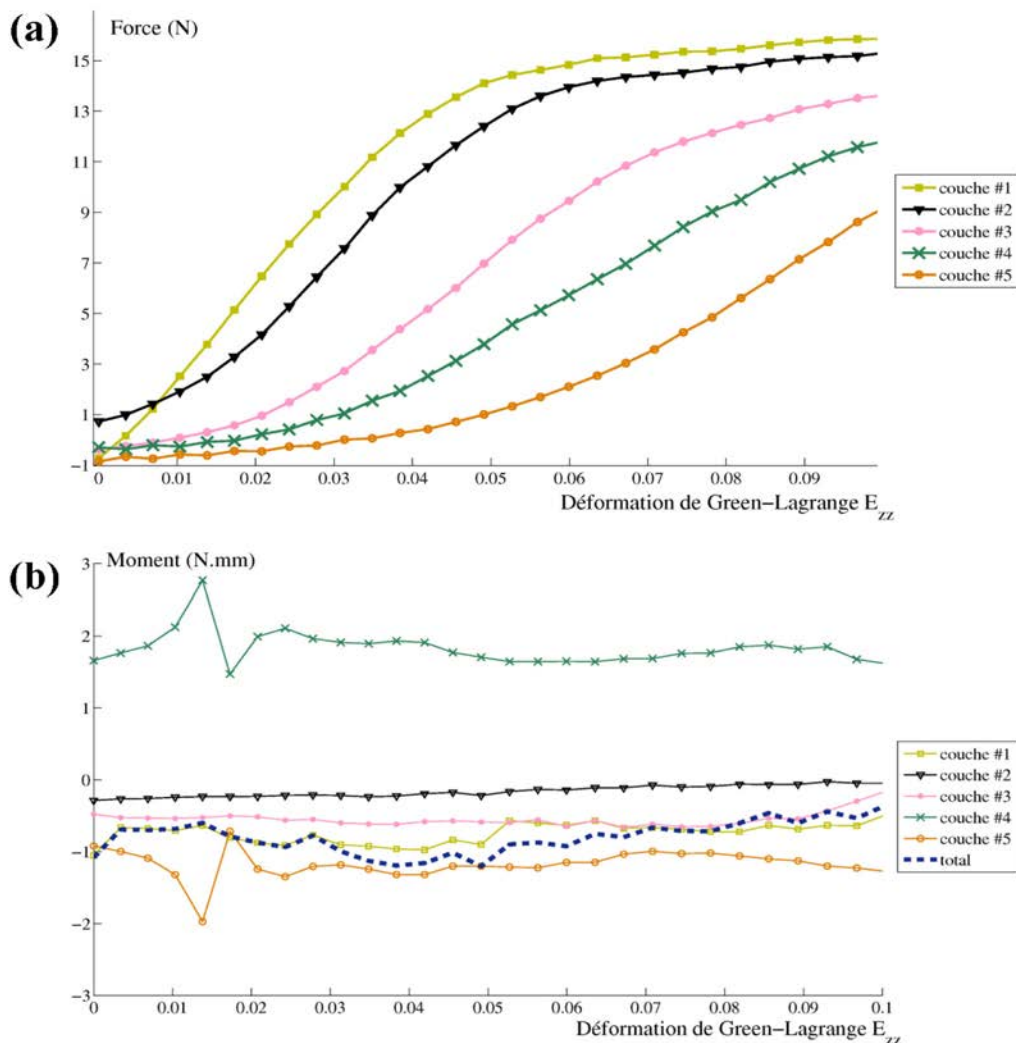 (a)
Force (N)
15
13
11
9
7
5
3
1
−1
0 0.01 0.02 0.03 0.04 0.05 0.06 0.07 0.08 0.09
Déformation de Green−Lagrange Ezz
couche #1
couche #2
couche #3
couche #4
couche #5
(b)
Moment (N.mm)
3
2
1
0
−1
−2
−3
0 0.01 0.02 0.03 0.04 0.05 0.06 0.07 0.08 0.09 0.1
Déformation de Green−Lagrange Ezz
couche #1
couche #2
couche #3
couche #4
couche #5
total